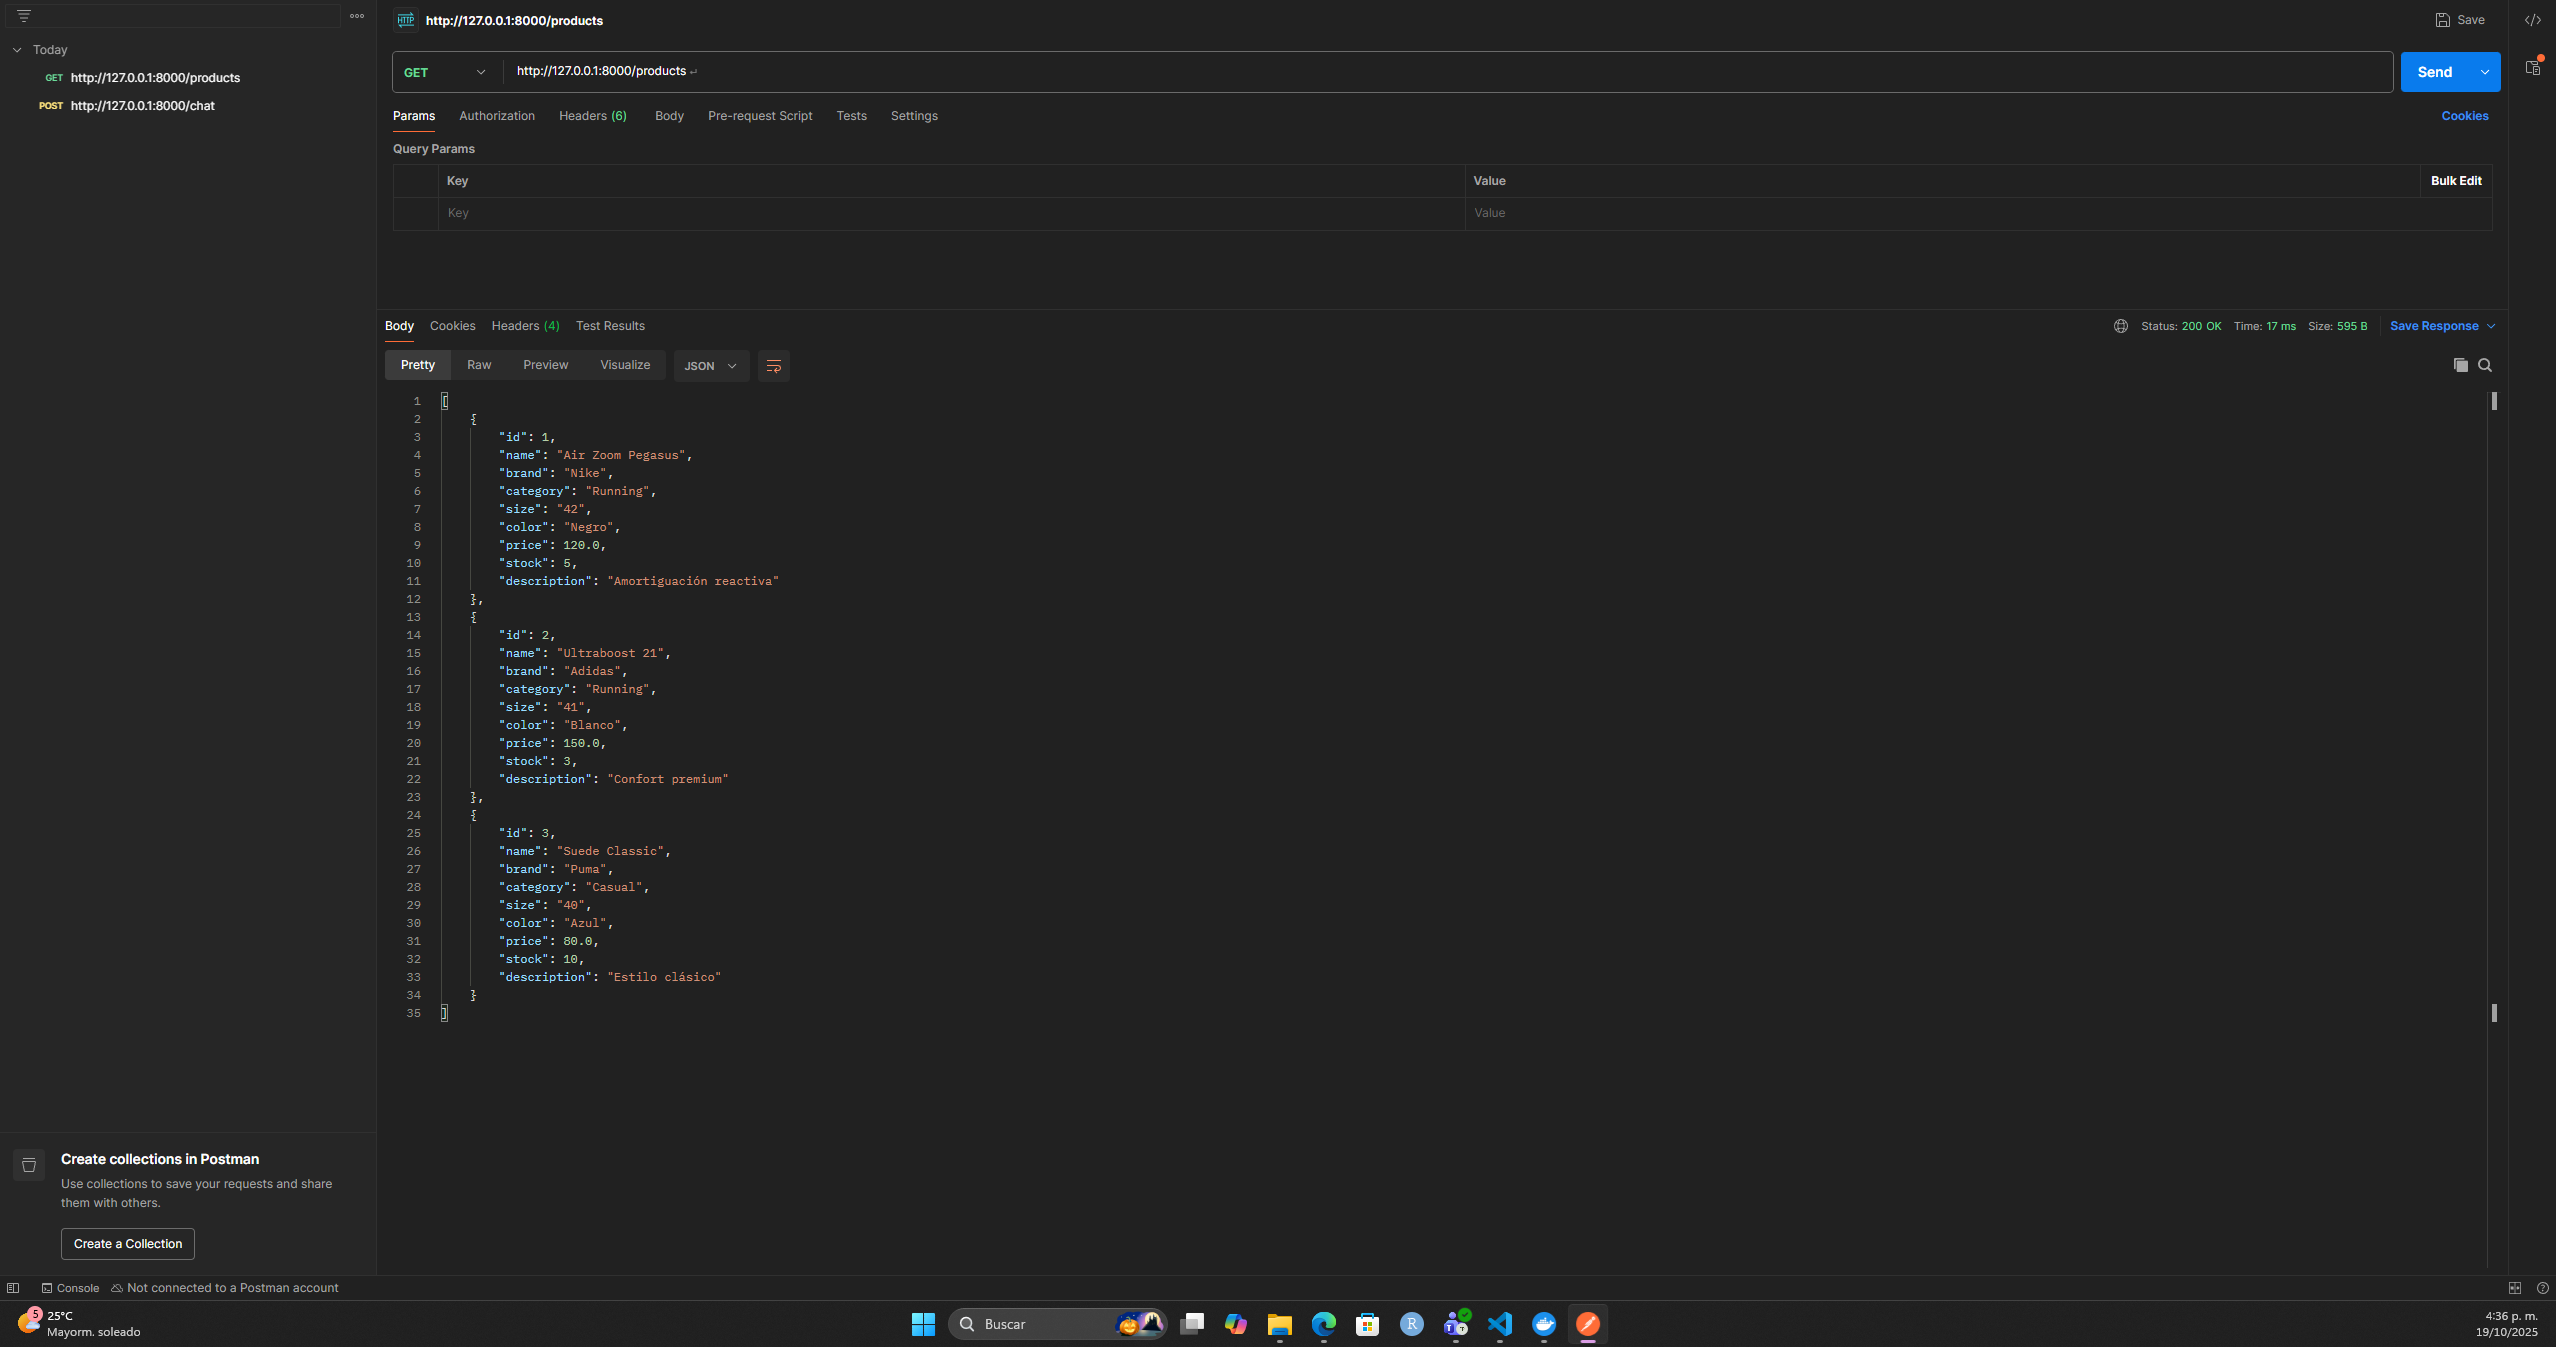 http://127.0.0.1:8000/products
Save
Today
GET http://127.0.0.1:8000/products
POST http://127.0.0.1:8000/chat
GET
http://127.0.0.1:8000/products
Send
Params Authorization Headers (6) Body Pre-request Script Tests Settings Cookies
Query Params
Key Value Bulk Edit
Key Value
Body Cookies Headers (4) Test Results Status: 200 OK Time: 17 ms Size: 595 B Save Response
Pretty Raw Preview Visualize JSON
1 [
2 {
3 "id": 1,
4 "name": "Air Zoom Pegasus",
5 "brand": "Nike",
6 "category": "Running",
7 "size": "42",
8 "color": "Negro",
9 "price": 120.0,
10 "stock": 5,
11 "description": "Amortiguación reactiva"
12 },
13 {
14 "id": 2,
15 "name": "Ultraboost 21",
16 "brand": "Adidas",
17 "category": "Running",
18 "size": "41",
19 "color": "Blanco",
20 "price": 150.0,
21 "stock": 3,
22 "description": "Confort premium"
23 },
24 {
25 "id": 3,
26 "name": "Suede Classic",
27 "brand": "Puma",
28 "category": "Casual",
29 "size": "40",
30 "color": "Azul",
31 "price": 80.0,
32 "stock": 10,
33 "description": "Estilo clásico"
34 }
35 ]
Create collections in Postman
Use collections to save your requests and share
them with others.
Create a Collection
Console Not connected to a Postman account
5
25°C
Mayorm. soleado
Buscar
4:36 p. m.
19/10/2025